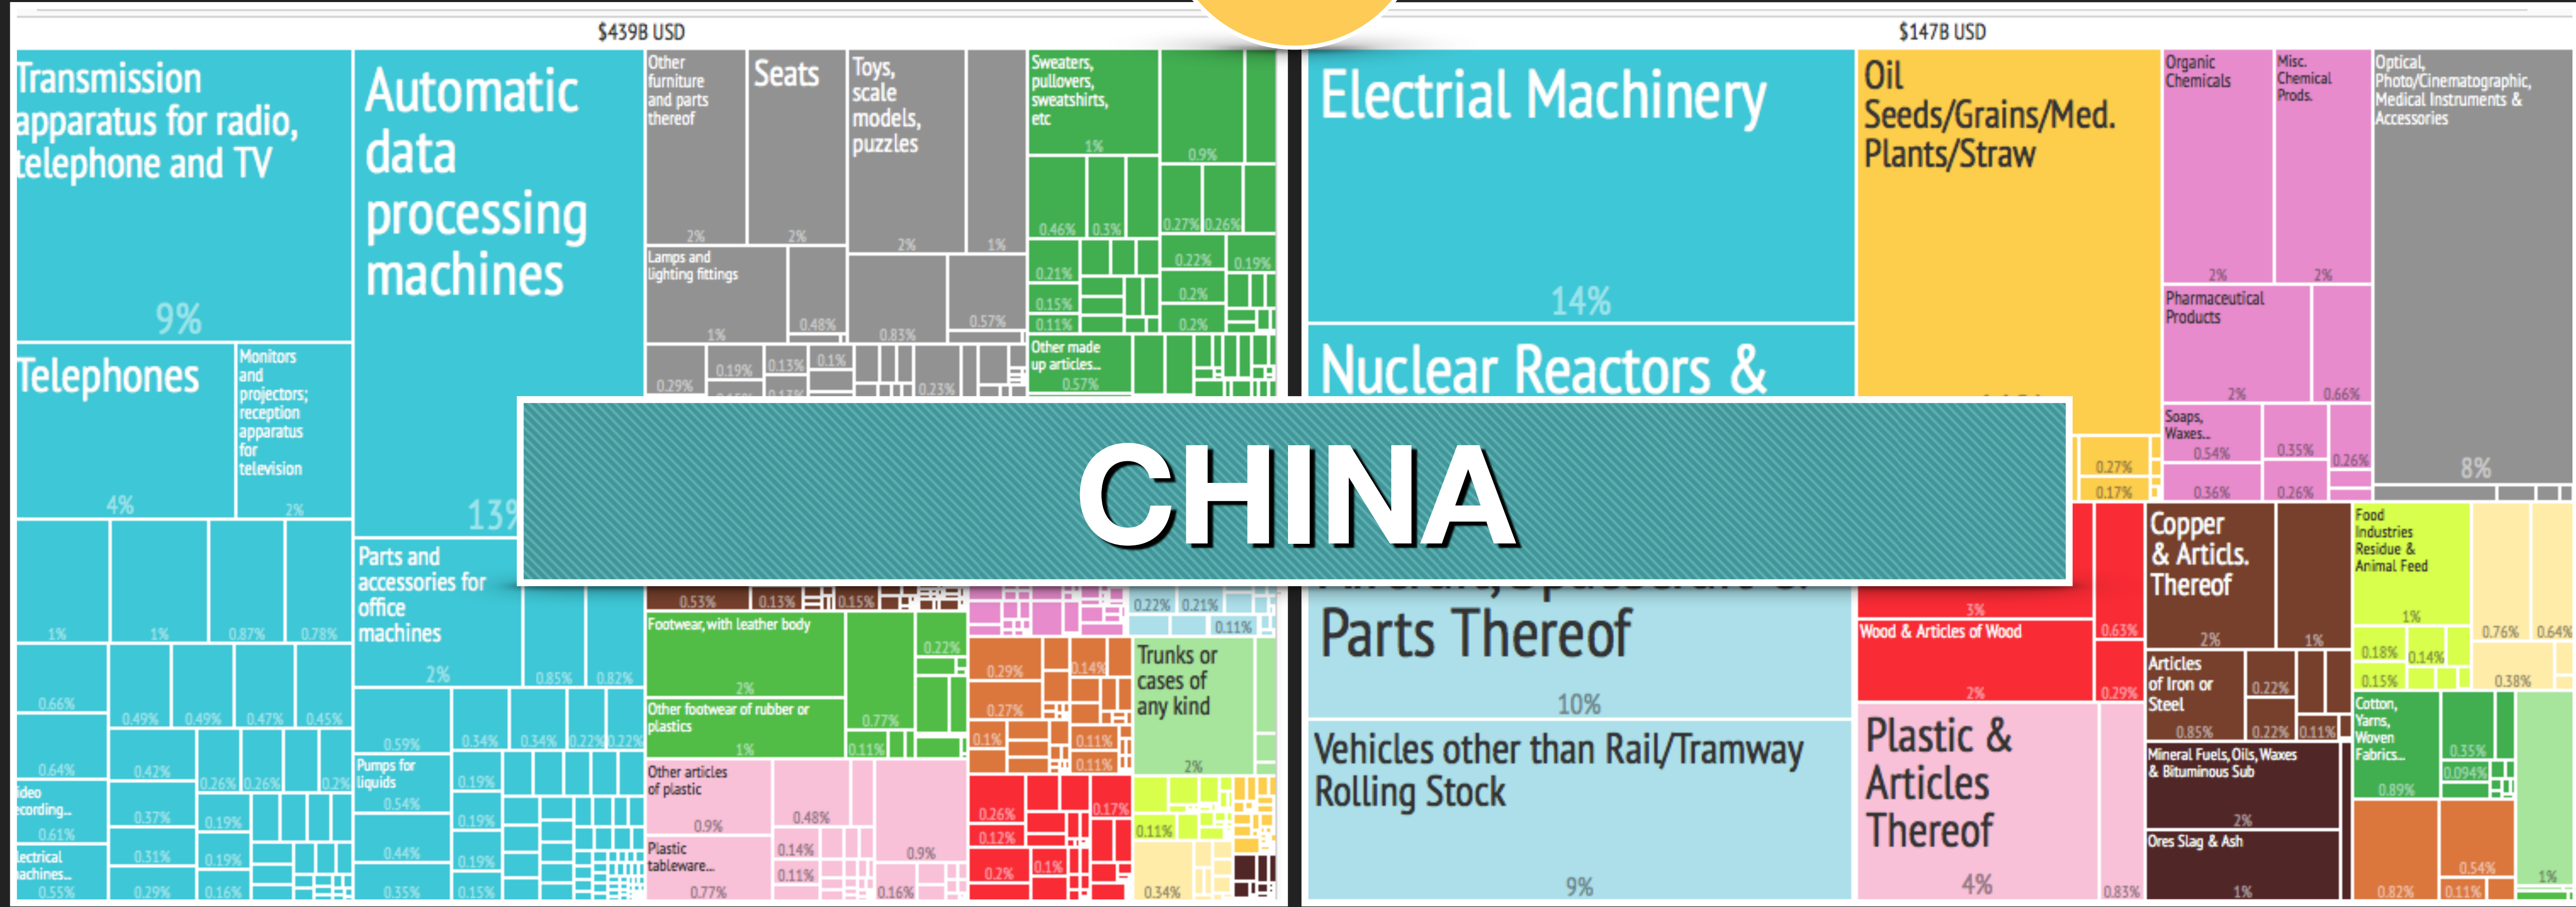 $439B USD
Transmission
apparatus for radio,
telephone and TV
9%
Automatic
data
processing
machines
Other
furniture
and parts
thereof
2%
Seats
2%
Toys,
scale
models,
puzzles
2%
1%
Sweaters,
pullovers,
sweatshirts,
etc
1%
0.9%
0.46%
0.3%
0.27%
0.26%
Lamps and
lighting fittings
1%
0.48%
0.83%
0.57%
0.21%
0.22%
0.19%
0.15%
0.2%
0.11%
0.2%
Other made
up articles...
0.57%
0.29%
0.19%
0.13%
0.1%
0.23%
Telephones
4%
Monitors
and
projectors;
reception
apparatus
for
television
2%
1%
1%
0.87%
0.78%
Parts and
accessories for
office
machines
2%
0.85%
0.82%
0.66%
0.49%
0.49%
0.47%
0.45%
0.64%
0.42%
0.26%
0.26%
0.2%
0.61%
0.37%
0.19%
0.31%
0.19%
0.55%
0.29%
0.16%
0.59%
0.34%
0.34%
0.22%
0.22%
Pumps for
liquids
0.54%
0.19%
0.19%
0.44%
0.19%
0.35%
0.15%
0.53%
0.13%
0.15%
Footwear, with leather body
2%
0.22%
Other footwear of rubber or
plastics
1%
0.77%
0.11%
Other articles
of plastic
0.9%
0.48%
Plastic
tableware...
0.77%
0.14%
0.11%
0.9%
0.16%
0.22%
0.21%
0.11%
0.29%
0.14%
0.27%
0.1%
0.11%
0.11%
Trunks or
cases of
any kind
2%
0.26%
0.17%
0.12%
0.2%
0.1%
0.11%
0.34%
CHINA
$147B USD
Electrial Machinery
14%
Nuclear Reactors &
Parts Thereof
10%
Vehicles other than Rail/Tramway
Rolling Stock
9%
Oil
Seeds/Grains/Med.
Plants/Straw
0.27%
0.17%
Organic
Chemicals
2%
Misc.
Chemical
Prods.
2%
Pharmaceutical
Products
2%
0.66%
Soaps,
Waxes...
0.54%
0.35%
0.26%
0.36%
0.26%
Optical,
Photo/Cinematographic,
Medical Instruments &
Accessories
8%
3%
0.63%
Wood & Articles of Wood
2%
0.29%
Plastic &
Articles
Thereof
4%
0.83%
Copper
& Articls.
Thereof
2%
1%
Articles
of Iron or
Steel
0.85%
0.22%
0.22%
0.11%
Mineral Fuels, Oils, Waxes
& Bituminous Sub
2%
Ores Slag & Ash
1%
Food
Industries
Residue &
Animal Feed
1%
0.76%
0.64%
0.18%
0.14%
0.15%
0.38%
Cotton,
Yarns,
Woven
Fabrics...
0.89%
0.35%
0.094%
0.82%
0.54%
0.11%
1%